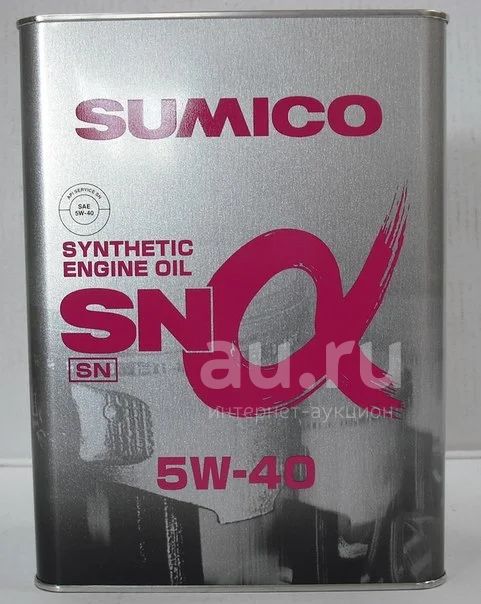 SUMICO
API SERVICE SN
SAE
5W-40
SYNTHETIC
ENGINE OIL
SNα
SN
au.ru
Интернет-аукцион
5W-40